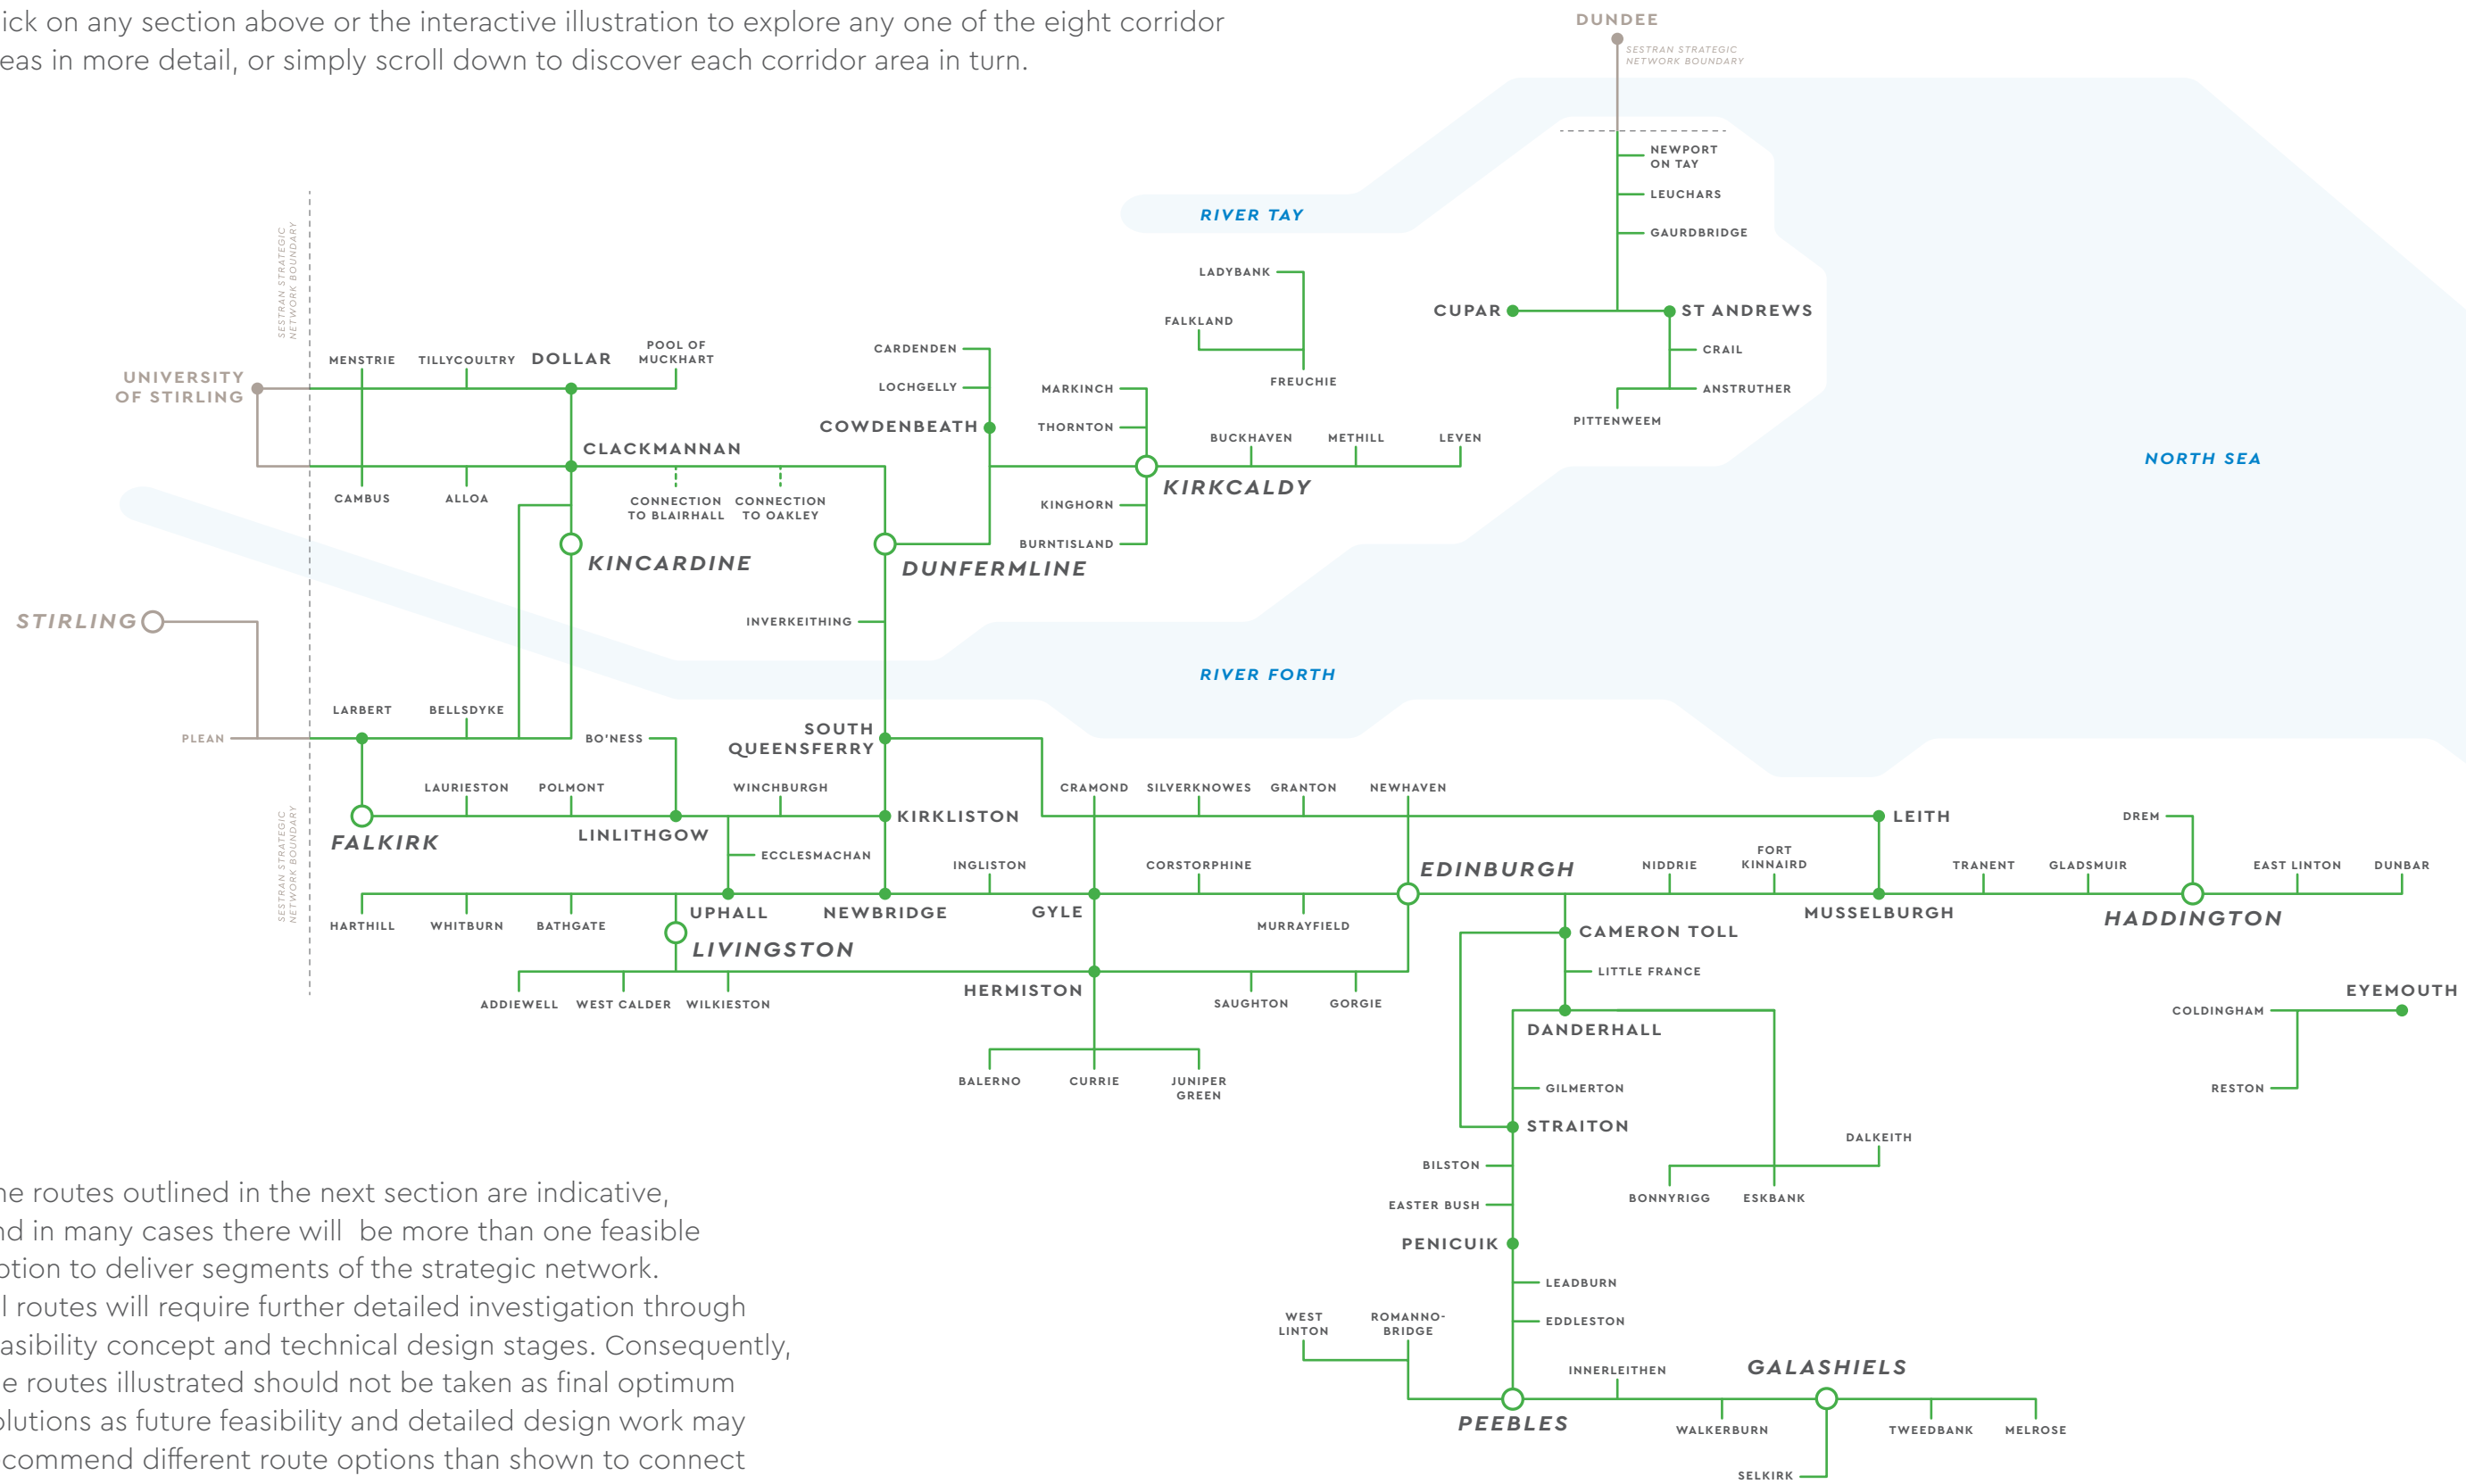 ick on any section above or the interactive illustration to explore any one of the eight corridor
eas in more detail, or simply scroll down to discover each corridor area in turn.
DUNDEE
SESTRAN STRATEGIC
NETWORK BOUNDARY
NEWPORT
ON TAY
LEUCHARS
GAURDBRIDGE
RIVER TAY
LADYBANK
FALKLAND
FREUCHIE
CUPAR
ST ANDREWS
CRAIL
ANSTRUTHER
PITTENWEEM
NORTH SEA
SESTRAN STRATEGIC
NETWORK BOUNDARY
UNIVERSITY
OF STIRLING
MENSTRIE
TILLYCOULTRY
DOLLAR
POOL OF
MUCKHART
CARDENDEN
LOCHGELLY
COWDENBEATH
MARKINCH
THORNTON
BUCKHAVEN
METHILL
LEVEN
CLACKMANNAN
KIRKCALDY
CAMBUS
ALLOA
CONNECTION
TO BLAIRHALL
CONNECTION
TO OAKLEY
KINGHORN
BURNTISLAND
KINCARDINE
DUNFERMLINE
STIRLING
INVERKEITHING
RIVER FORTH
PLEAN
LARBERT
BELLSDYKE
BO'NESS
SOUTH
QUEENSFERRY
LAURIESTON
POLMONT
WINCHBURGH
CRAMOND
SILVERKNOWES
GRANTON
NEWHAVEN
FALKIRK
LINLITHGOW
KIRKLISTON
LEITH
DREM
SESTRAN STRATEGIC
NETWORK BOUNDARY
ECCLESMACHAN
INGLISTON
CORSTORPHINE
EDINBURGH
NIDDRIE
FORT
KINNAIRD
TRANENT
GLADSMUIR
EAST LINTON
DUNBAR
HARTHILL
WHITBURN
BATHGATE
UPHALL
NEWBRIDGE
GYLE
MURRAYFIELD
MUSSELBURGH
HADDINGTON
LIVINGSTON
CAMERON TOLL
LITTLE FRANCE
ADDIEWELL
WEST CALDER
WILKIESTON
HERMISTON
SAUGHTON
GORGIE
DANDERHALL
COLDINGHAM
EYEMOUTH
RESTON
BALERNO
CURRIE
JUNIPER
GREEN
GILMERTON
STRAITON
DALKEITH
BILSTON
EASTER BUSH
BONNYRIGG
ESKBANK
PENICUIK
LEADBURN
EDDLESTON
WEST
LINTON
ROMANNO-
BRIDGE
INNERLEITHEN
GALASHIELS
PEEBLES
WALKERBURN
TWEEDBANK
MELROSE
SELKIRK
he routes outlined in the next section are indicative,
nd in many cases there will  be more than one feasible
ption to deliver segments of the strategic network.
l routes will require further detailed investigation through
asibility concept and technical design stages. Consequently,
e routes illustrated should not be taken as final optimum
olutions as future feasibility and detailed design work may
commend different route options than shown to connect